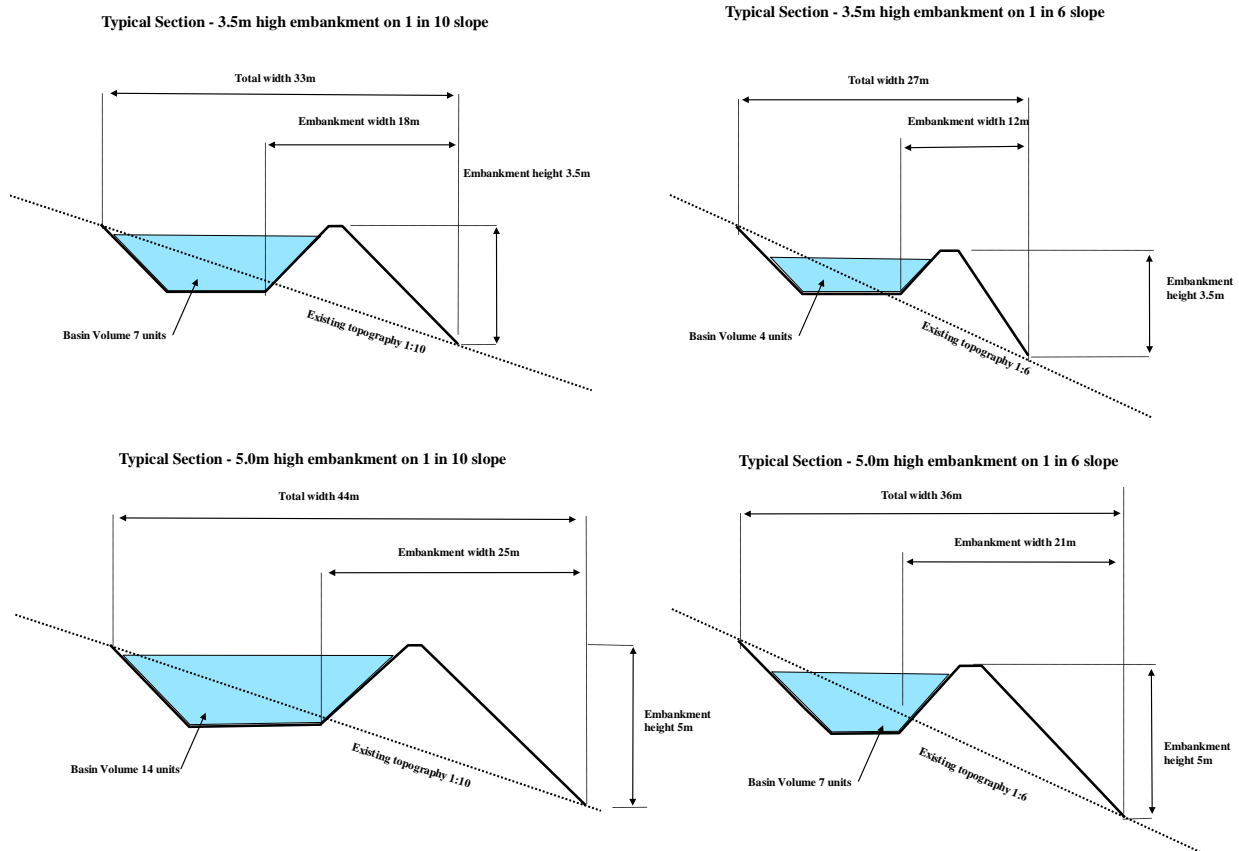 Typical Section - 3.5m high embankment on 1 in 10 slope
Total width 33m
Embankment width 18m
Embankment height 3.5m
Basin Volume 7 units
Existing topography 1:10
Typical Section - 3.5m high embankment on 1 in 6 slope
Total width 27m
Embankment width 12m
Embankment
height 3.5m
Basin Volume 4 units
Existing topography 1:6
Typical Section - 5.0m high embankment on 1 in 10 slope
Total width 44m
Embankment width 25m
Embankment
height 5m
Basin Volume 14 units
Existing topography 1:10
Typical Section - 5.0m high embankment on 1 in 6 slope
Total width 36m
Embankment width 21m
Embankment
height 5m
Basin Volume 7 units
Existing topography 1:6